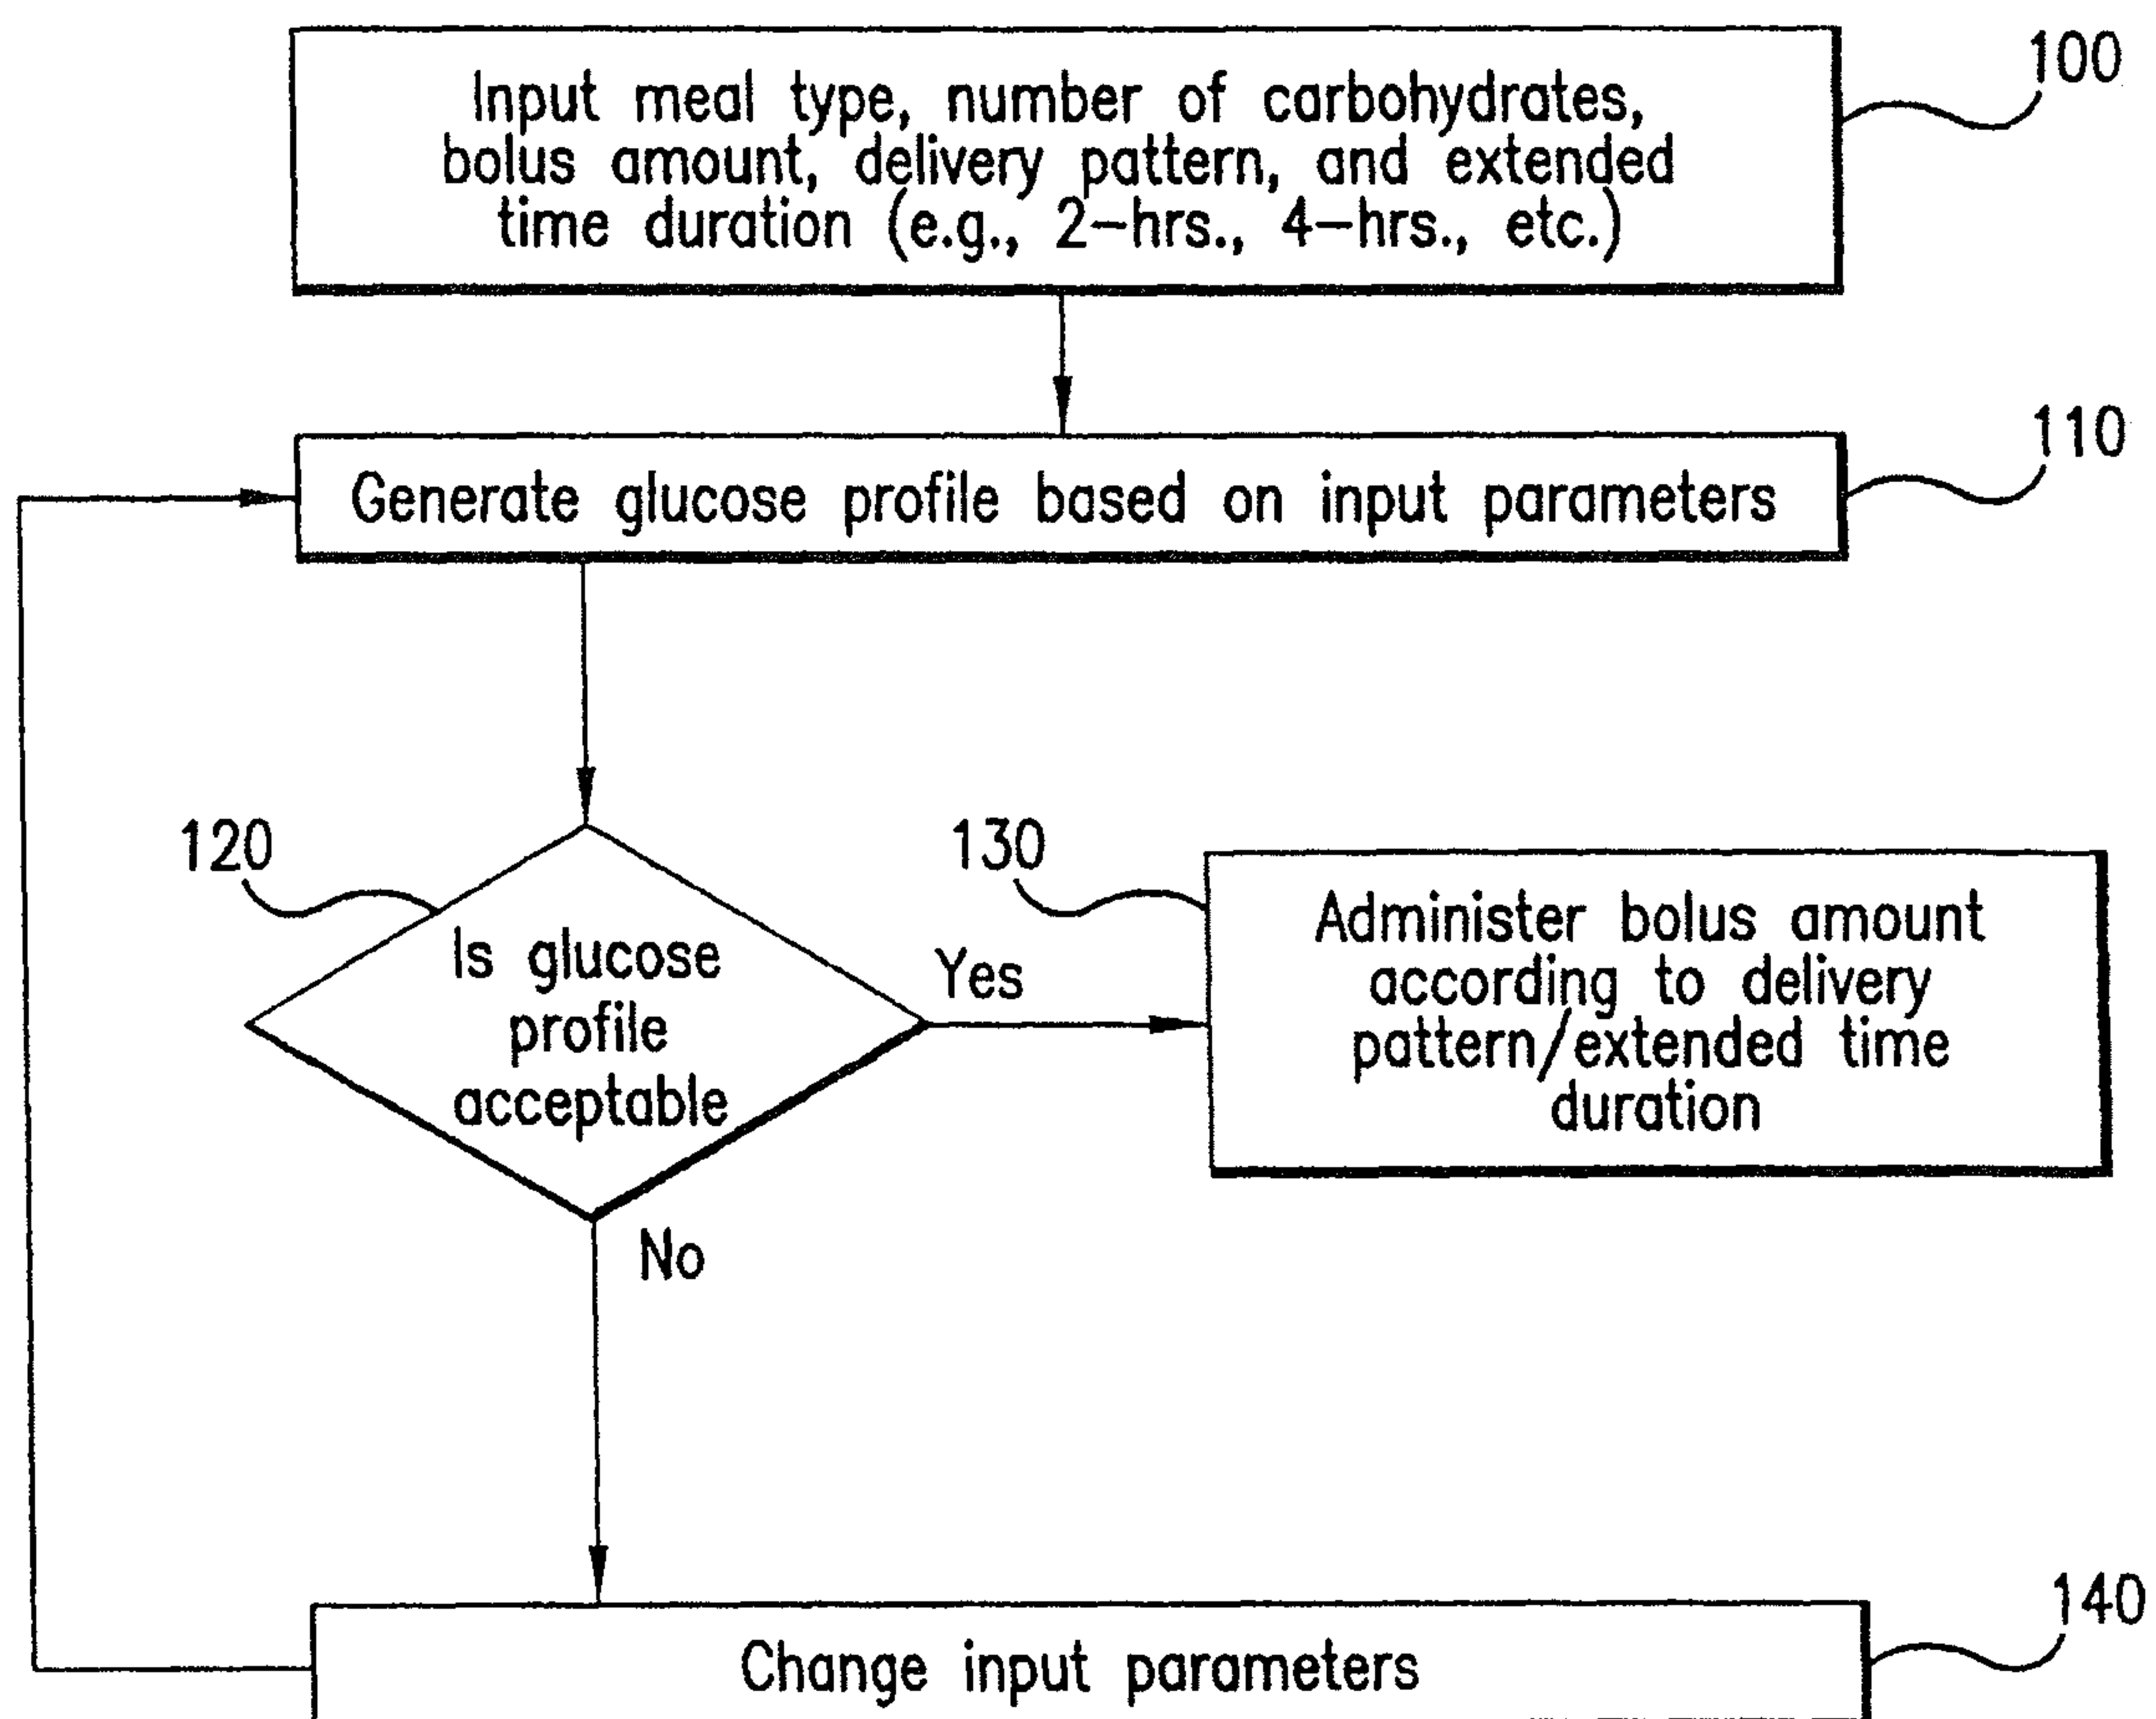 100
Input meal type, number of carbohydrates,
bolus amount, delivery pattern, and extended
time duration (e.g., 2-hrs., 4-hrs., etc.)
110
Generate glucose profile based on input parameters
120
Is glucose
profile
acceptable
Yes
No
130
Administer bolus amount
according to delivery
pattern/extended time
duration
140
Change input parameters